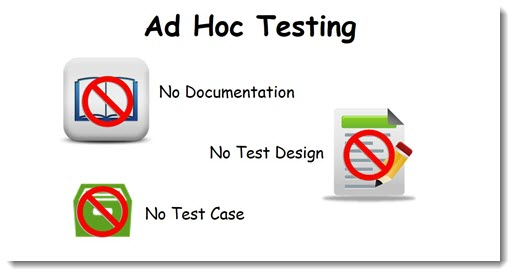 Ad Hoc Testing
No Documentation
No Test Design
No Test Case